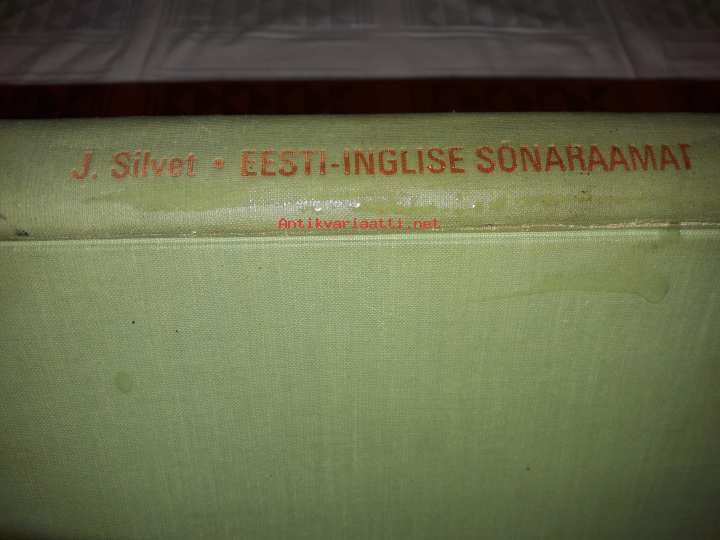 J. Silvet • EESTI-INGLISE SÕNARAAMAT
Antikvariaatti.net